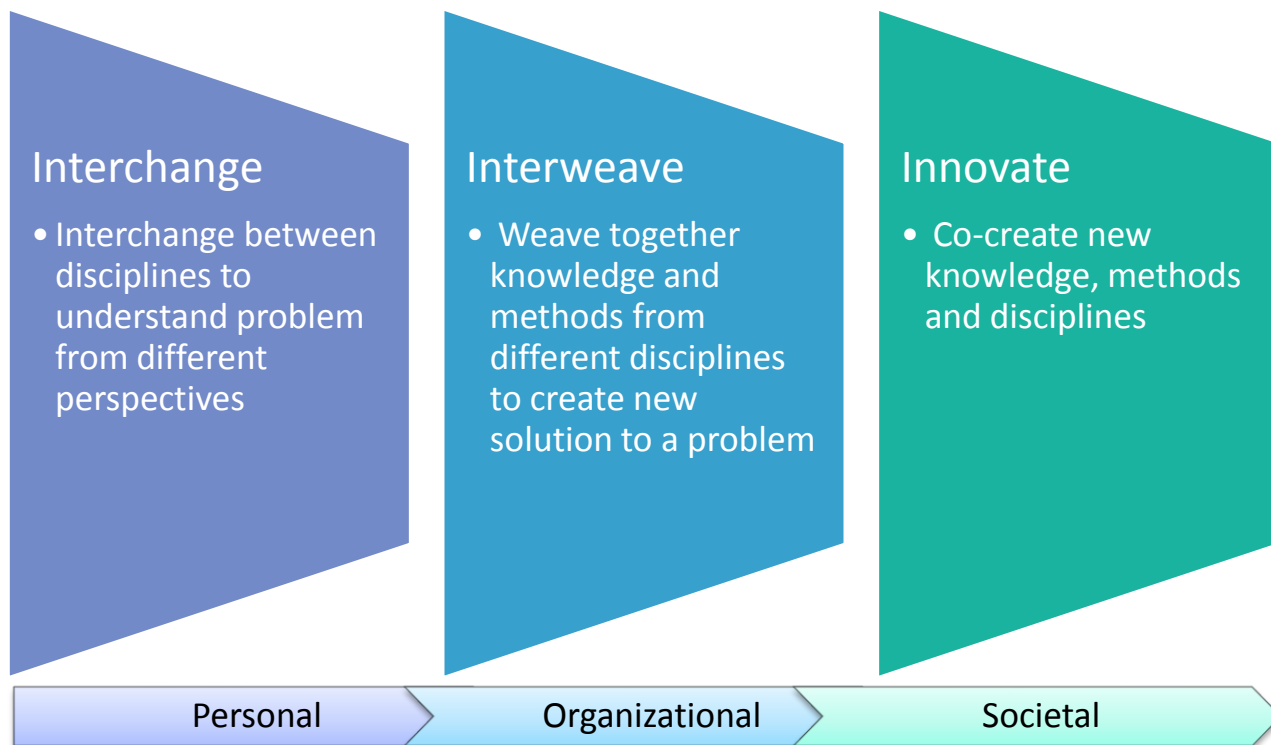 Interchange
• Interchange between
disciplines to
understand problem
from different
perspectives
Interweave
• Weave together
knowledge and
methods from
different disciplines
to create new
solution to a problem
Innovate
• Co-create new
knowledge, methods
and disciplines
Personal
Organizational
Societal